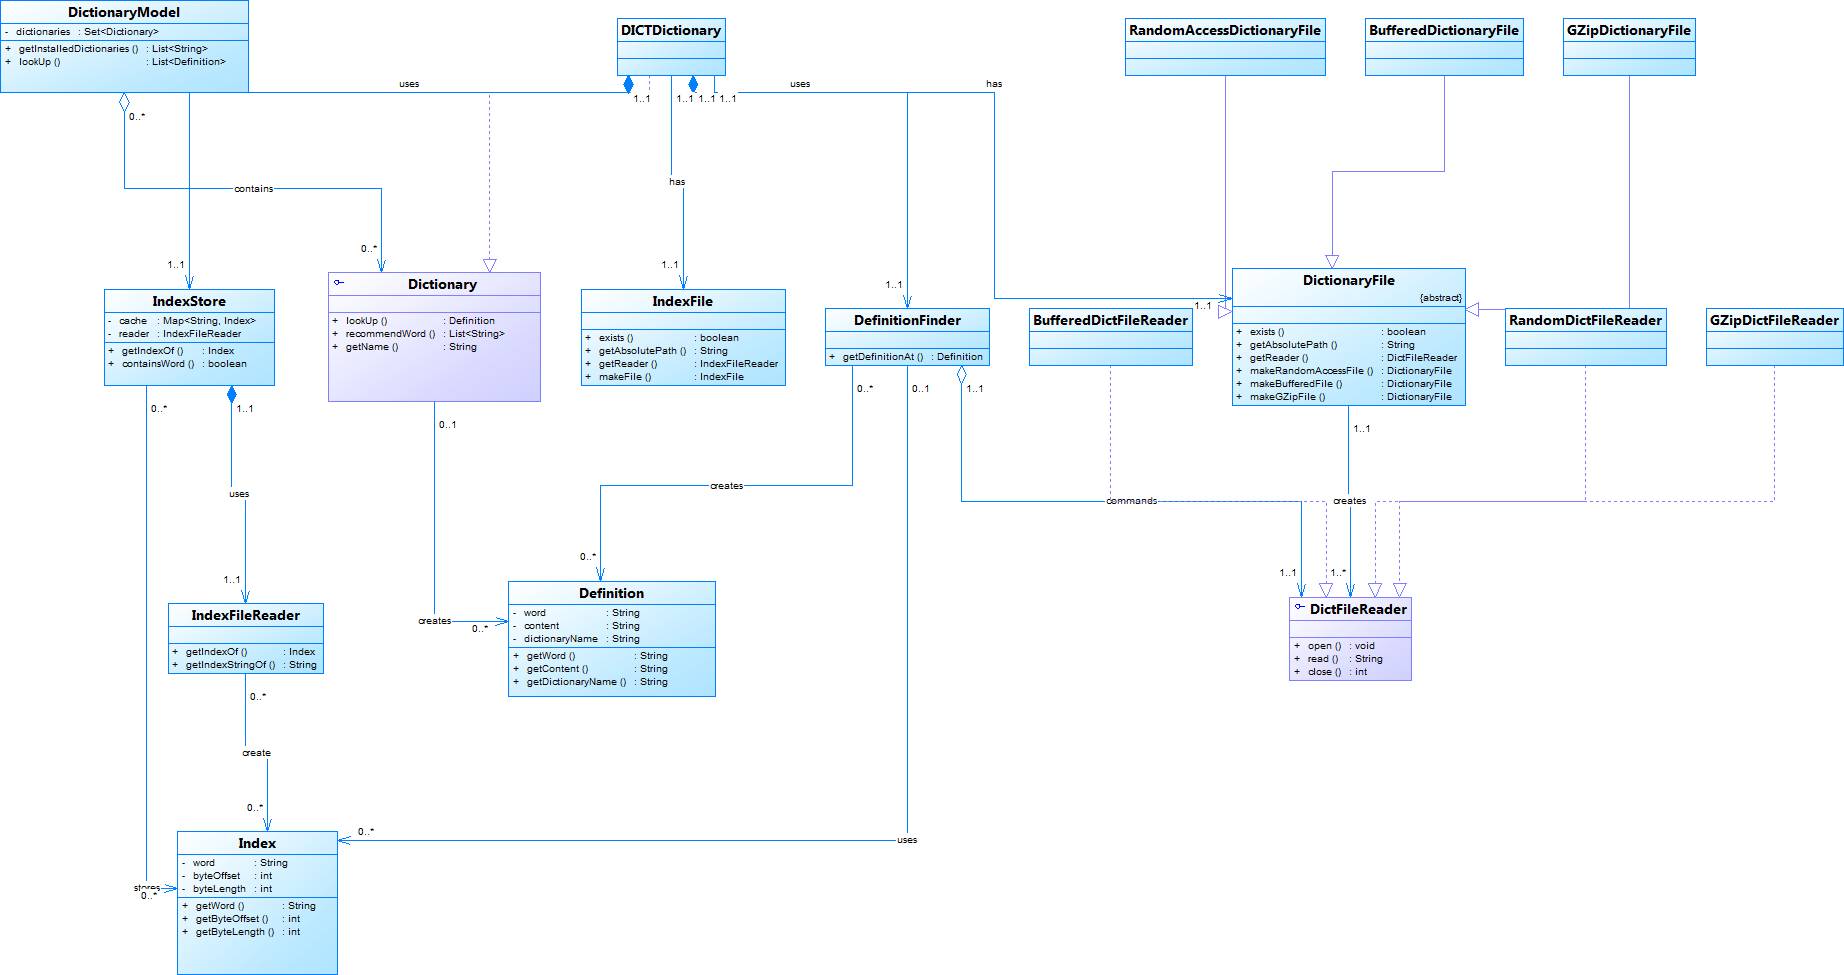 DictionaryModel
- dictionaries : Set<Dictionary>
+ getInstalledDictionaries () : List<String>
+ lookUp () : List<Definition>
DICTDictionary
RandomAccessDictionaryFile
BufferedDictionaryFile
GZipDictionaryFile
uses
uses
has
1..1
1..1
1..1
1..1
0..*
contains
has
0..*
1..1
1..1
1..1
1..1
IndexStore
- cache : Map<String, Index>
- reader : IndexFileReader
+ getIndexOf () : Index
+ containsWord () : boolean
Dictionary
+ lookUp () : Definition
+ recommendWord () : List<String>
+ getName () : String
IndexFile
+ exists () : boolean
+ getAbsolutePath () : String
+ getReader () : IndexFileReader
+ makeFile () : IndexFile
DefinitionFinder
+ getDefinitionAt () : Definition
BufferedDictFileReader
DictionaryFile
{abstract}
+ exists () : boolean
+ getAbsolutePath () : String
+ getReader () : DictFileReader
+ makeRandomAccessFile () : DictionaryFile
+ makeBufferedFile () : DictionaryFile
+ makeGZipFile () : DictionaryFile
RandomDictFileReader
GZipDictFileReader
0..*
1..1
0..1
0..*
0..1
1..1
1..1
uses
creates
commands
creates
1..1
0..*
1..1
1..*
IndexFileReader
+ getIndexOf () : Index
+ getIndexStringOf () : String
creates
0..*
Definition
- word : String
- content : String
- dictionaryName : String
+ getWord () : String
+ getContent () : String
+ getDictionaryName () : String
DictFileReader
+ open () : void
+ read () : String
+ close () : int
0..*
create
0..*
0..*
uses
stores
0..*
Index
- word : String
- byteOffset : int
- byteLength : int
+ getWord () : String
+ getByteOffset () : int
+ getByteLength () : int